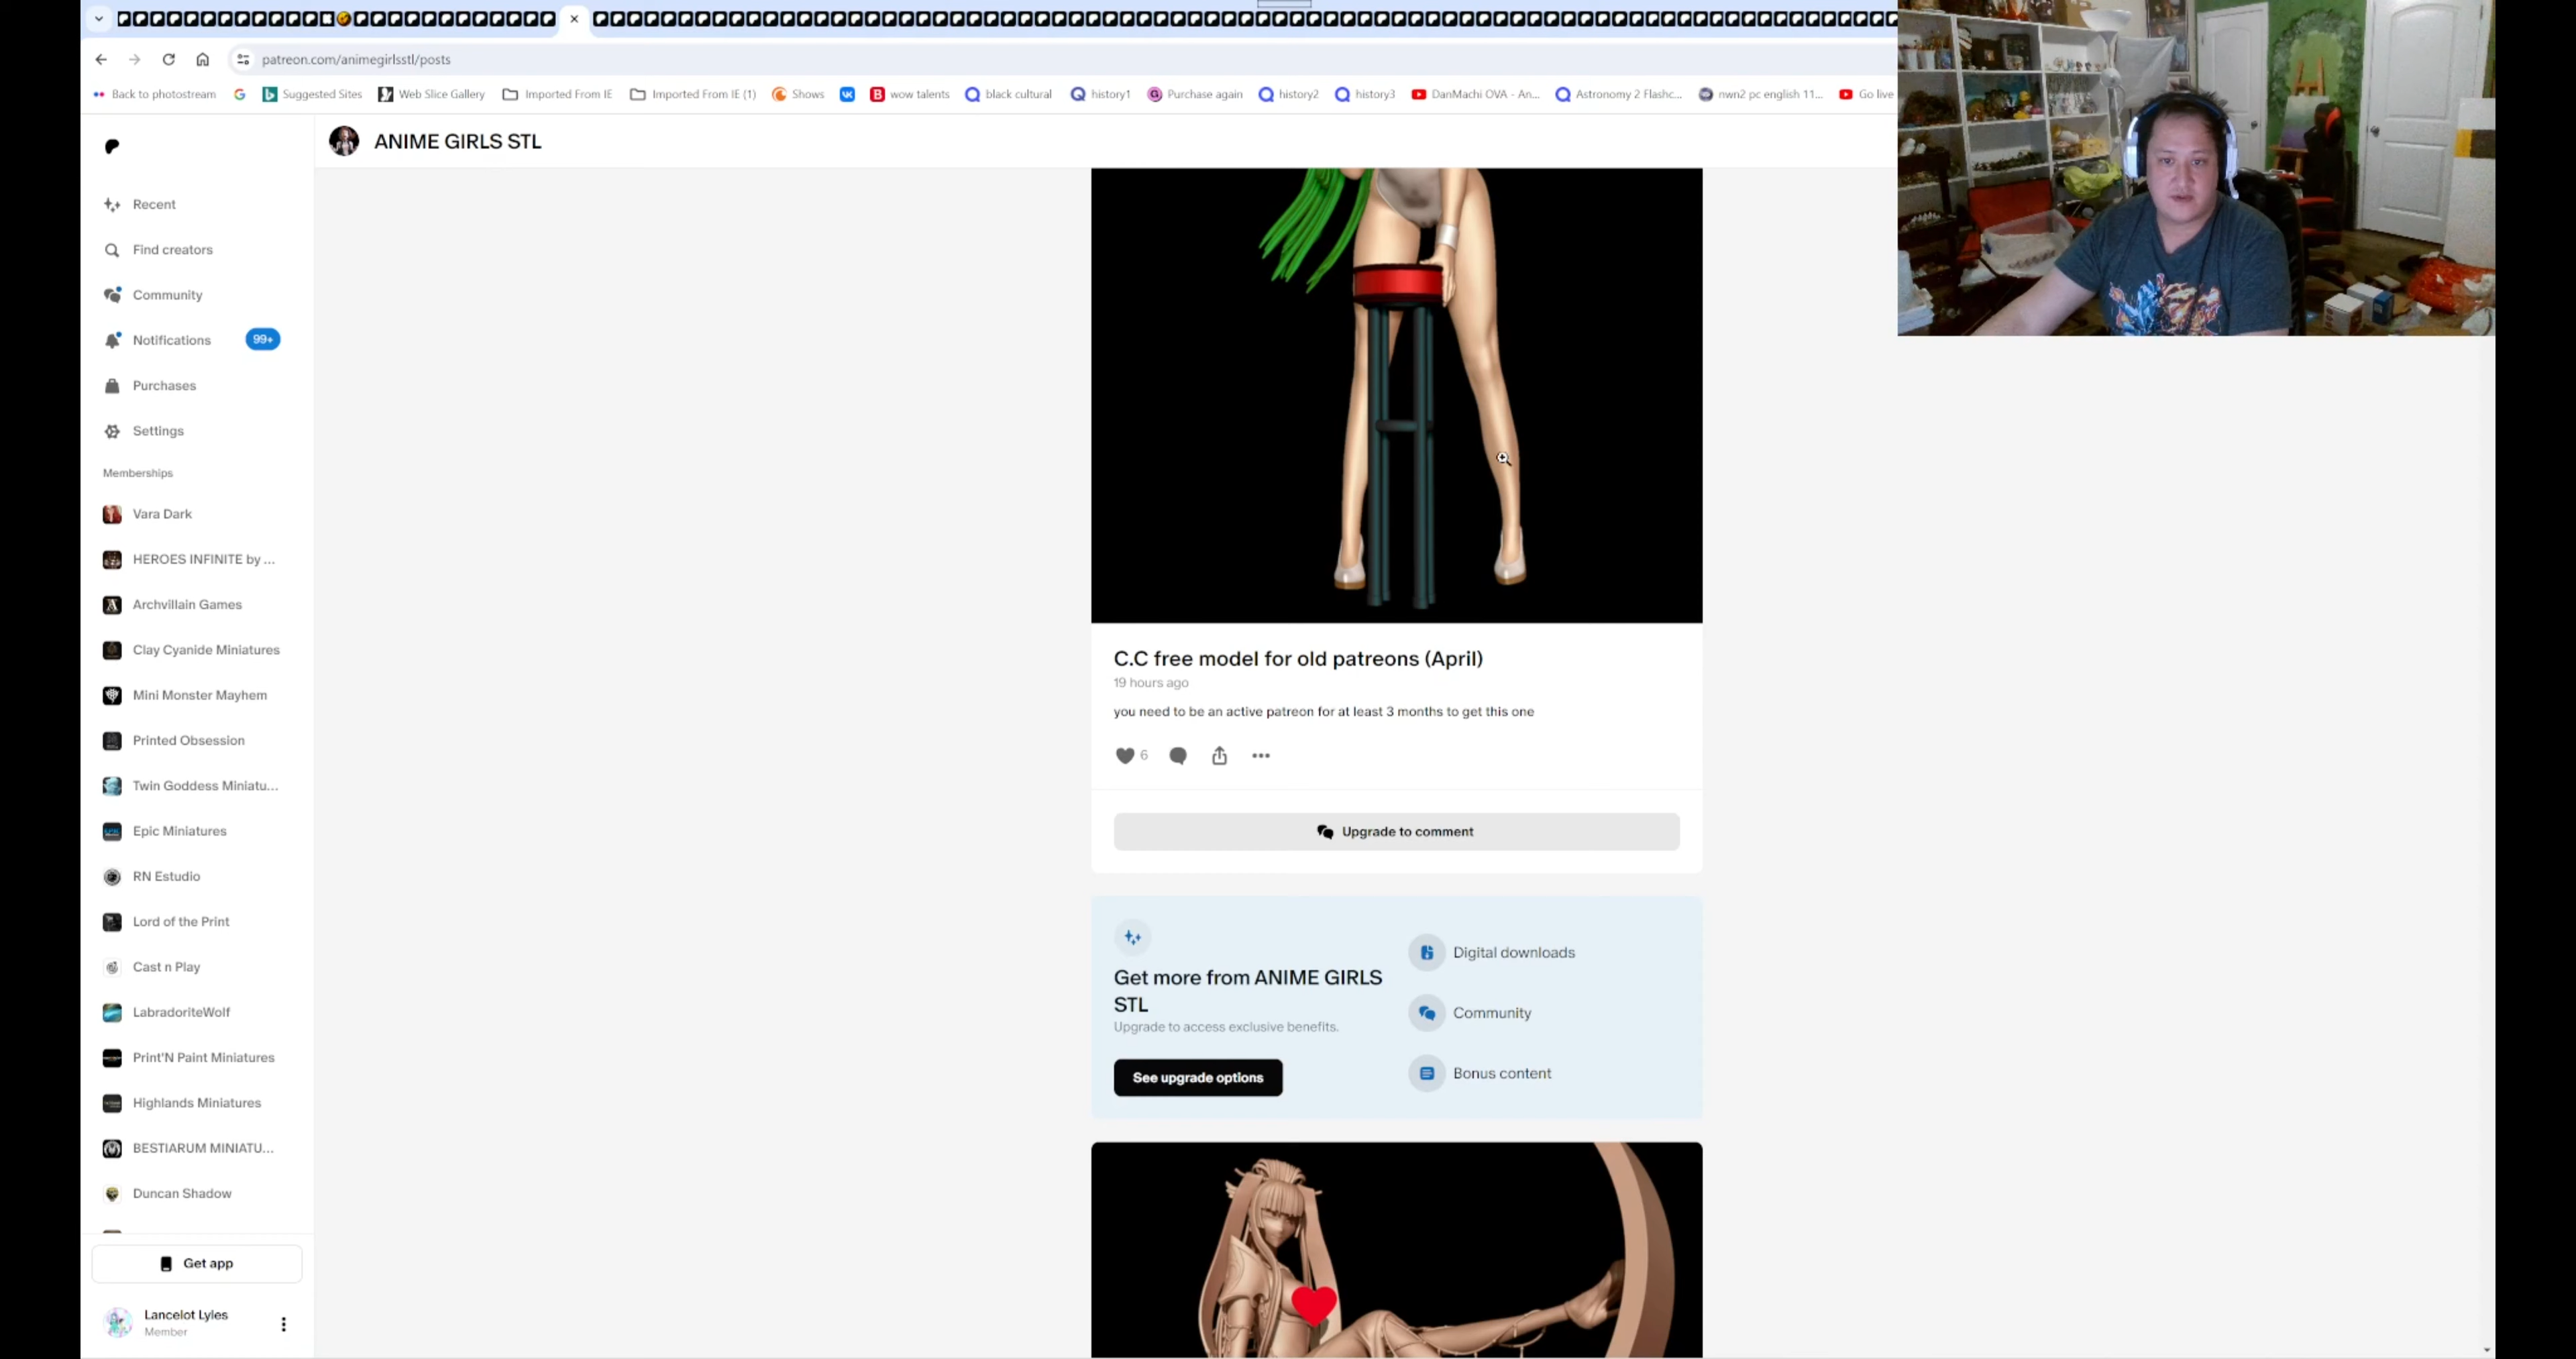 patreon.com/animegirlsstl/posts
Back to photostream
Suggested Sites
Web Slice Gallery
Imported From IE
Imported From IE (1)
Shows
wow talents
black cultural
history1
Purchase again
history2
history3
DanMachi OVA - An...
Astronomy 2 Flashc...
nwn2 pc english 11...
Go live
ANIME GIRLS STL
Recent
Find creators
Community
Notifications 99+
Purchases
Settings
Memberships
Vara Dark
HEROES INFINITE by ...
Archvillain Games
Clay Cyanide Miniatures
Mini Monster Mayhem
Printed Obsession
Twin Goddess Miniatu...
Epic Miniatures
RN Estudio
Lord of the Print
Cast n Play
LabradoriteWolf
Print'N Paint Miniatures
Highlands Miniatures
BESTIARUM MINIATU...
Duncan Shadow
Get app
Lancelot Lyles
Member
C.C free model for old patreons (April)
19 hours ago
you need to be an active patreon for at least 3 months to get this one
6
Upgrade to comment
Get more from ANIME GIRLS
STL
Upgrade to access exclusive benefits.
See upgrade options
Digital downloads
Community
Bonus content